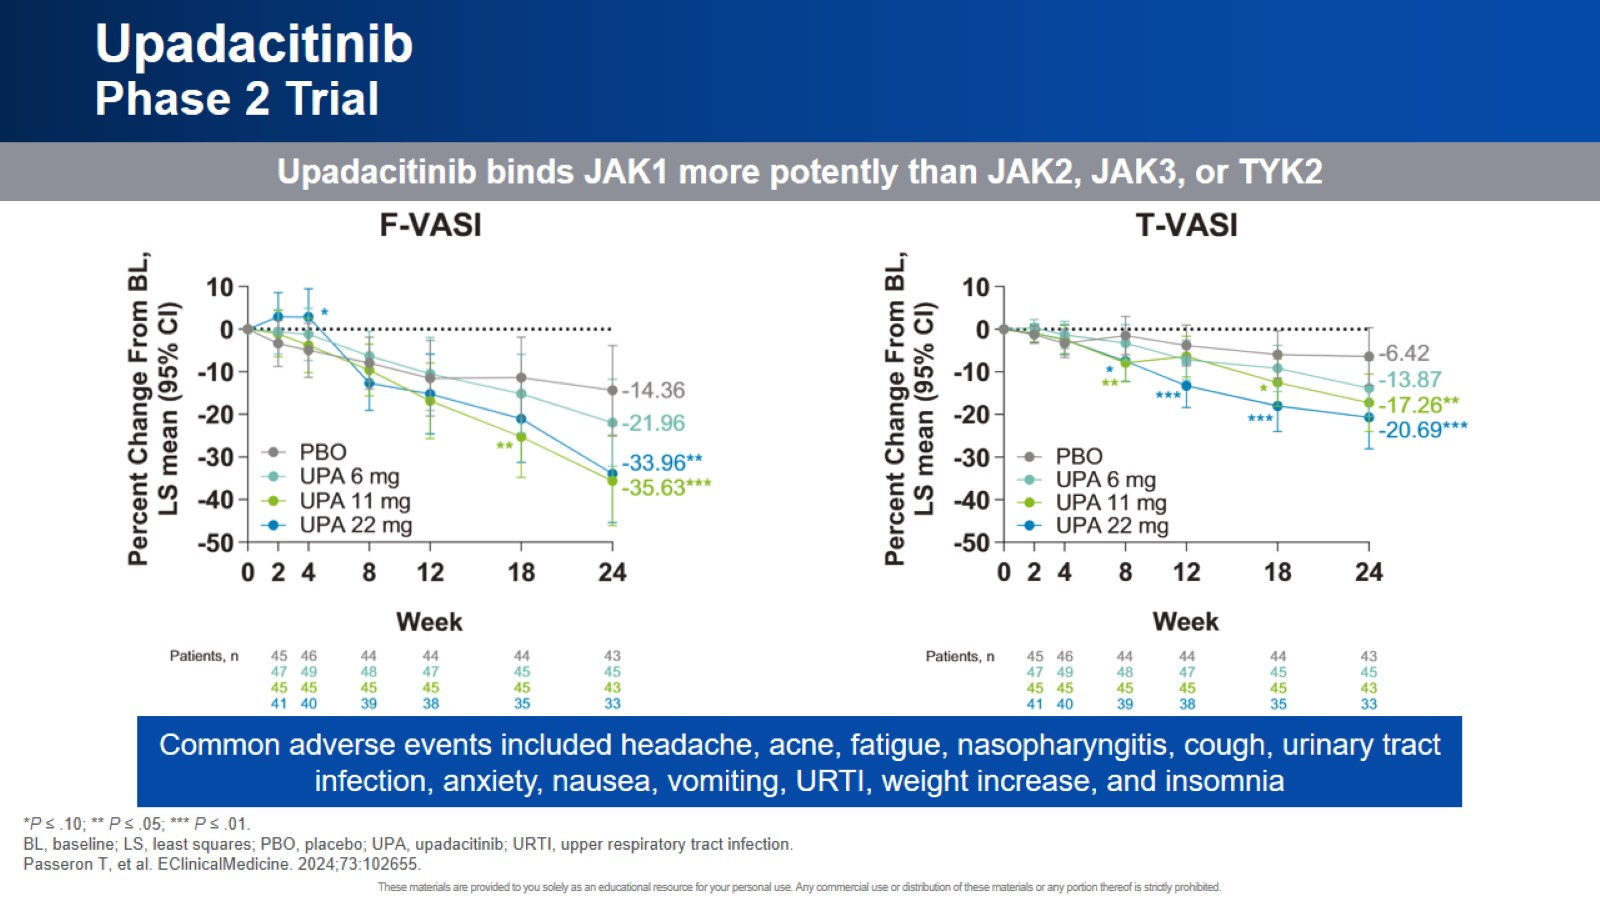 Upadacitinib
Phase 2 Trial
Upadacitinib binds JAK1 more potently than JAK2, JAK3, or TYK2
F-VASI
Percent Change From BL,
LS mean (95% CI)
10
0
-10
-20
-30
-40
-50
*
**
-14.36
-21.96
-33.96**
-35.63***
PBO
UPA 6 mg
UPA 11 mg
UPA 22 mg
0 2 4 8 12 18 24
Week
Patients, n 45 46 44 44 44 43
47 49 48 47 45 45
45 45 45 45 45 43
41 40 39 38 35 33
T-VASI
Percent Change From BL,
LS mean (95% CI)
10
0
-10
-20
-30
-40
-50
*
**
***
*
***
-6.42
-13.87
-17.26**
-20.69***
PBO
UPA 6 mg
UPA 11 mg
UPA 22 mg
0 2 4 8 12 18 24
Week
Patients, n 45 46 44 44 44 43
47 49 48 47 45 45
45 45 45 45 45 43
41 40 39 38 35 33
Common adverse events included headache, acne, fatigue, nasopharyngitis, cough, urinary tract
infection, anxiety, nausea, vomiting, URTI, weight increase, and insomnia
*P ≤ .10; ** P ≤ .05; *** P ≤ .01.
BL, baseline; LS, least squares; PBO, placebo; UPA, upadacitinib; URTI, upper respiratory tract infection.
Passeron T, et al. EClinicalMedicine. 2024;73:102655.
These materials are provided to you solely as an educational resource for your personal use. Any commercial use or distribution of these materials or any portion thereof is strictly prohibited.